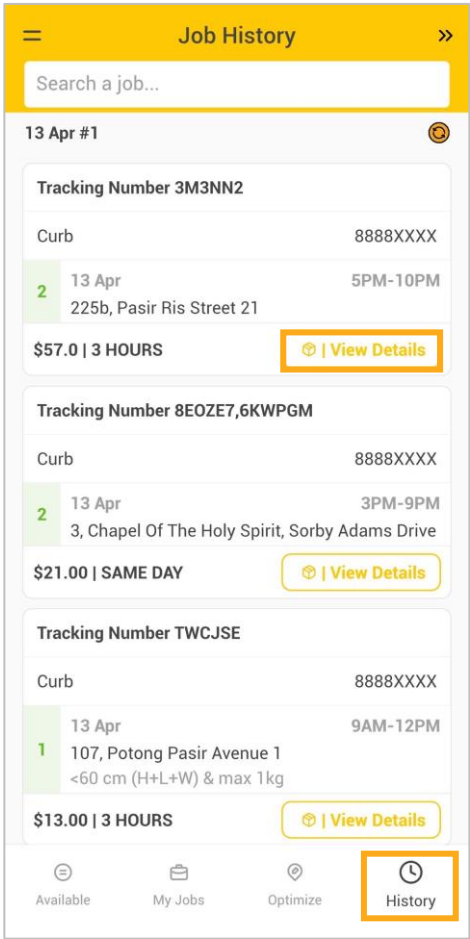 Job History
Search a job...
13 Apr #1
Tracking Number 3M3NN2
Curb 8888XXXX
13 Apr 5PM-10PM
2
225b, Pasir Ris Street 21
$57.0 | 3 HOURS | View Details
Tracking Number 8EOZE7,6KWPGM
Curb 8888XXXX
13 Apr 3PM-9PM
2
3, Chapel Of The Holy Spirit, Sorby Adams Drive
$21.00 | SAME DAY | View Details
Tracking Number TWCJSE
Curb 8888XXXX
13 Apr 9AM-12PM
1 107, Potong Pasir Avenue 1
<60 cm (H+L+W) & max 1kg
$13.00 | 3 HOURS | View Details
Available My Jobs Optimize History